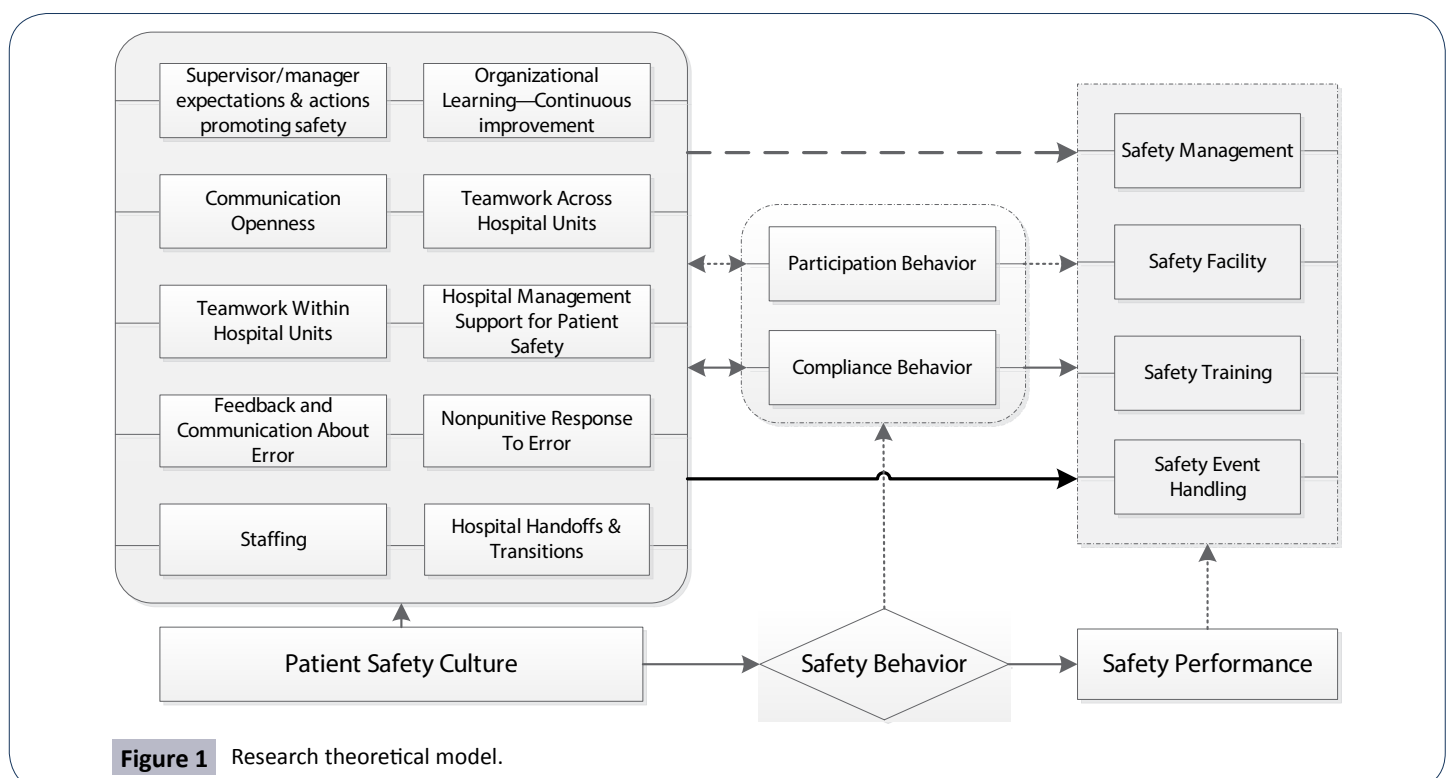 Supervisor/manager
expectations & actions
promoting safety
Organizational
Learning—Continuous
improvement
Communication
Openness
Teamwork Across
Hospital Units
Teamwork Within
Hospital Units
Hospital Management
Support for Patient
Safety
Feedback and
Communication About
Error
Nonpunitive Response
To Error
Staffing
Hospital Handoffs &
Transitions
Participation Behavior
Compliance Behavior
Safety Management
Safety Facility
Safety Training
Safety Event
Handling
Patient Safety Culture
Safety Behavior
Safety Performance
Figure 1 Research theoretical model.